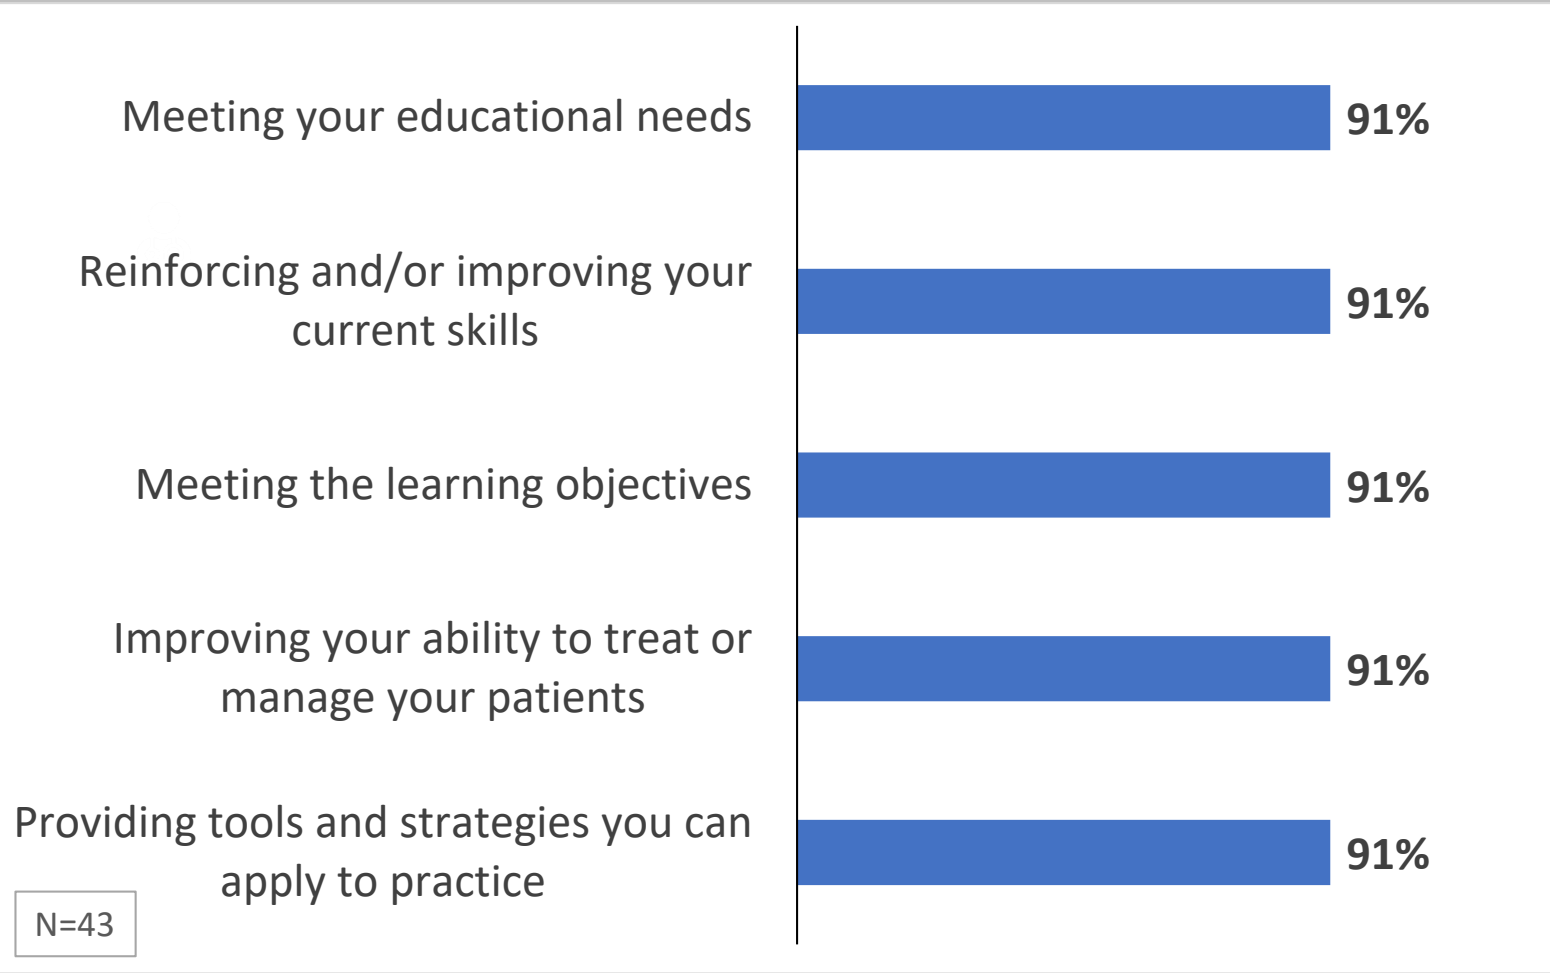 Meeting your educational needs
91%
Reinforcing and/or improving your
current skills
91%
Meeting the learning objectives
91%
Improving your ability to treat or
manage your patients
91%
Providing tools and strategies you can
apply to practice
91%
N=43